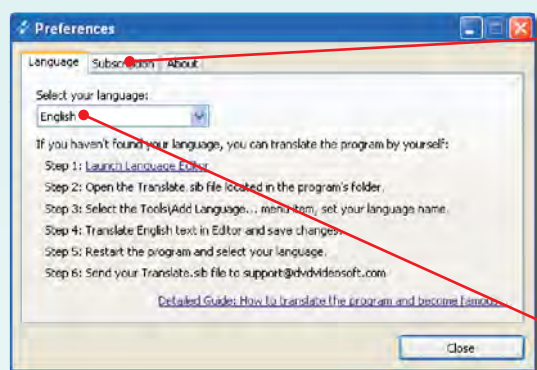 Preferences
Language Subscription About
Select your language:
English
If you haven't found your language, you can translate the program by yourself:
Step 1: Launch Language Editor
Step 2: Open the Translate.sib file located in the program's folder.
Step 3: Select the Tools\Add Language... menu item, set your language name.
Step 4: Translate English text in Editor and save changes.
Step 5: Restart the program and select your language.
Step 6: Send your Translate.sib file to support@dvdvideosoft.com
Detailed Guide: How to translate the program and become famous...
Close